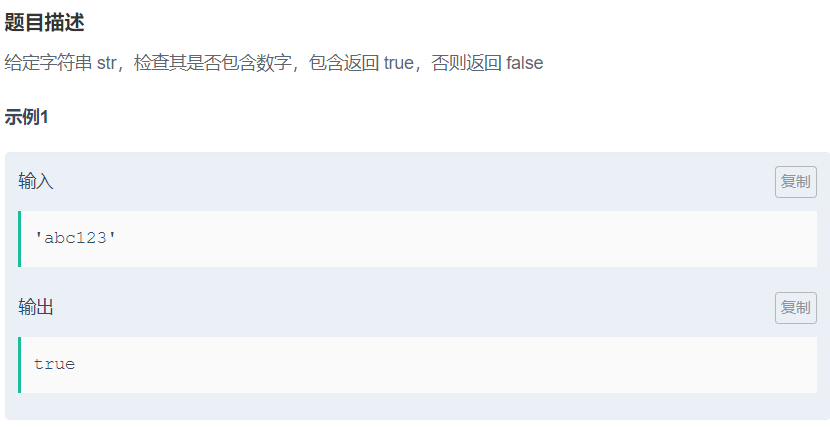 题目描述
给定字符串 str，检查其是否包含数字，包含返回 true，否则返回 false
示例1
输入
复制
'abc123'
输出
复制
true